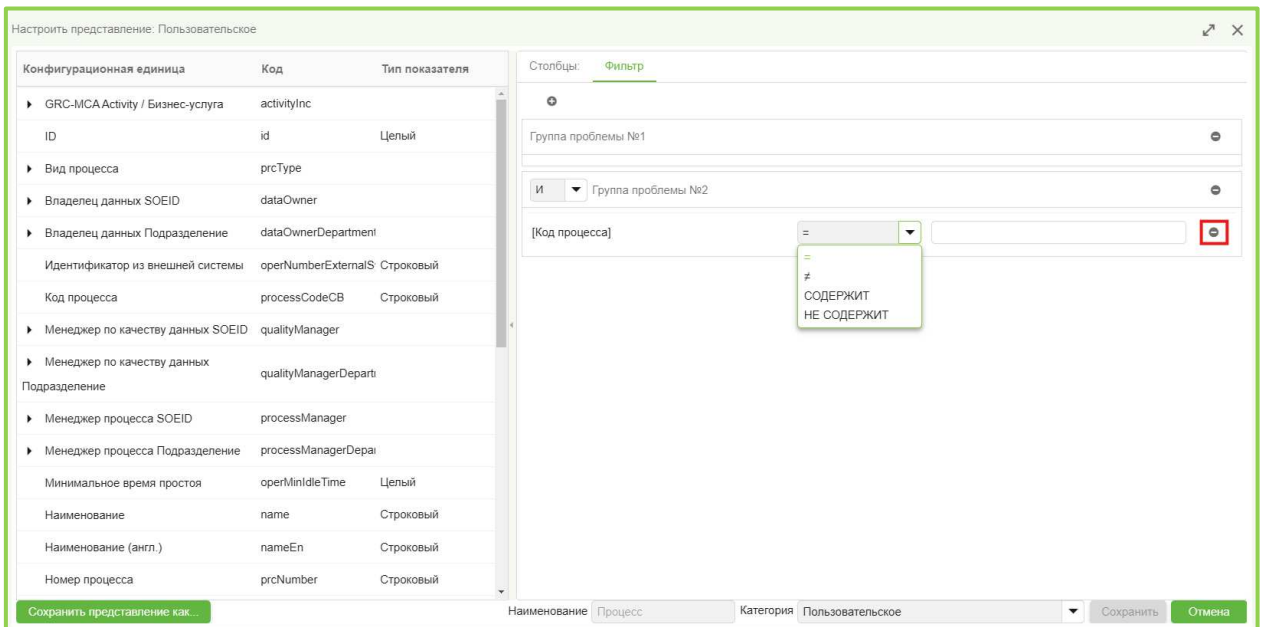 Настроить представление: Пользовательское
Конфигурационная единица Код Тип показателя
GRC-MCA Activity / Бизнес-услуга activityInc
ID id Целый
Вид процесса prcType
Владелец данных SOEID dataOwner
Владелец данных Подразделение dataOwnerDepartment
Идентификатор из внешней системы operNumberExternalS Строковый
Код процесса processCodeCB Строковый
Менеджер по качеству данных SOEID qualityManager
Менеджер по качеству данных
Подразделение
qualityManagerDeparti
Менеджер процесса SOEID processManager
Менеджер процесса Подразделение processManagerDepai
Минимальное время простоя operMinIdleTime Целый
Наименование name Строковый
Наименование (англ.) nameEn Строковый
Номер процесса prcNumber Строковый
Столбцы: Фильтр
Группа проблемы №1
И Группа проблемы №2
[Код процесса] =
=
≠
СОДЕРЖИТ
НЕ СОДЕРЖИТ
Сохранить представление как... Наименование Процесс Категория Пользовательское Сохранить Отмена